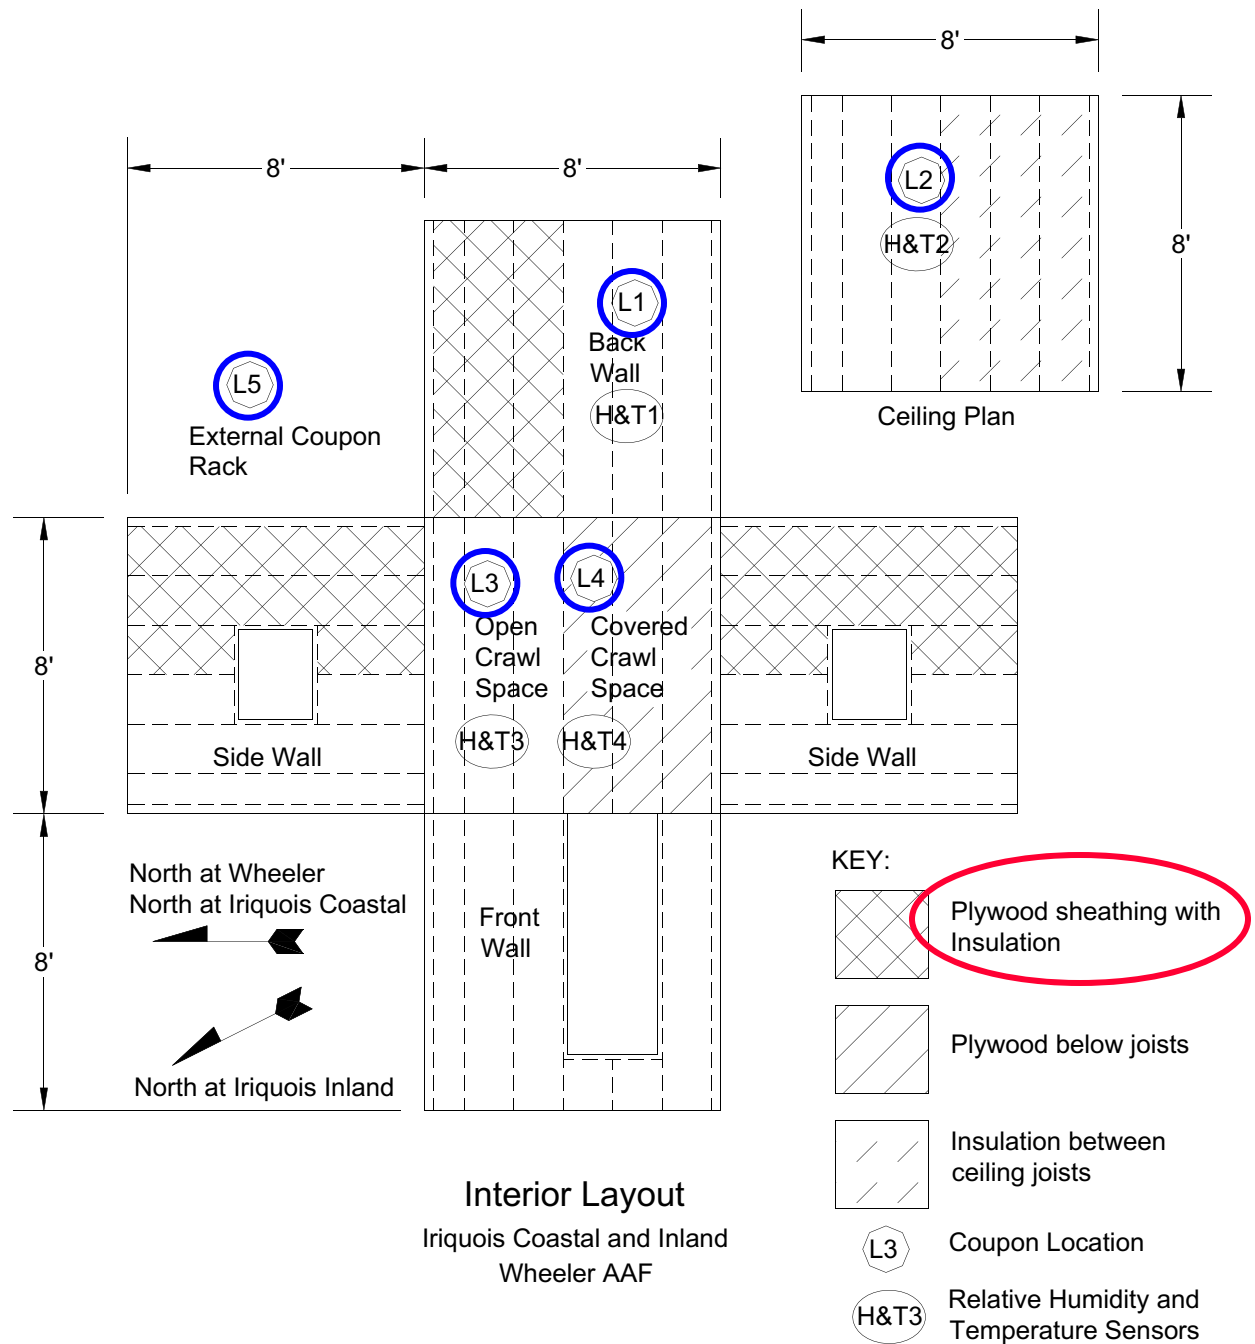 8'
8'
8'
L2
H&T2
8'
Ceiling Plan
L1
Back
Wall
H&T1
L5
External Coupon
Rack
L3
Open
Crawl
Space
H&T3
L4
Covered
Crawl
Space
H&T4
8'
Side Wall
Side Wall
North at Wheeler
North at Iriquois Coastal
North at Iriquois Inland
8'
Front
Wall
KEY:
Plywood sheathing with
Insulation
Plywood below joists
Insulation between
ceiling joists
L3
Coupon Location
H&T3
Relative Humidity and
Temperature Sensors
Interior Layout
Iriquois Coastal and Inland
Wheeler AAF